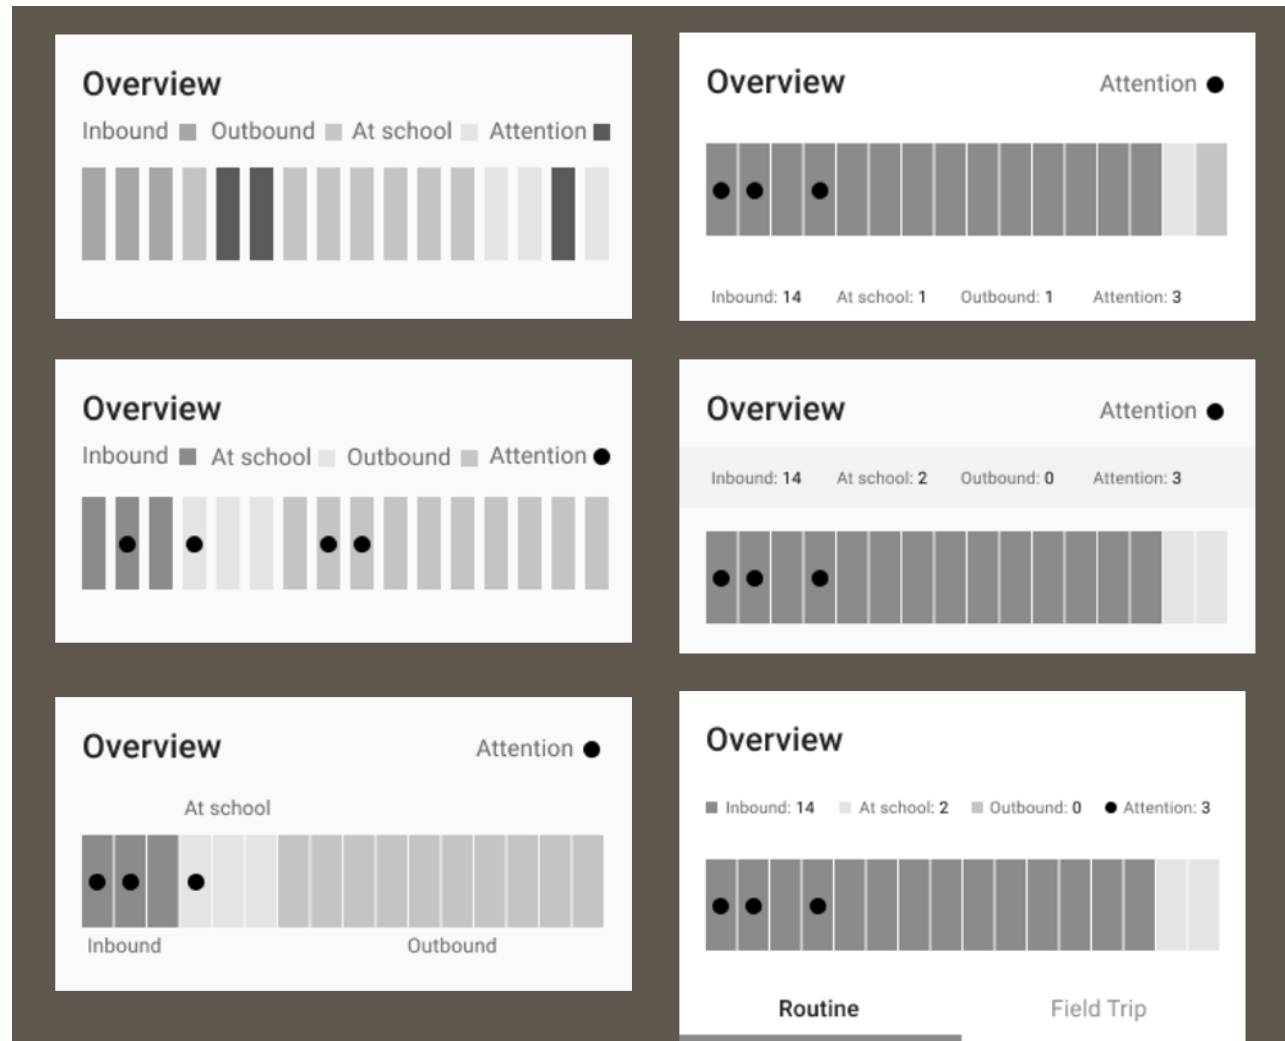 Overview
Inbound Outbound At school Attention
Overview
Attention
Inbound: 14 At school: 1 Outbound: 1 Attention: 3
Overview
Inbound At school Outbound Attention
Overview
Attention
Inbound: 14 At school: 2 Outbound: 0 Attention: 3
Overview
Attention
At school
Inbound Outbound
Overview
Inbound: 14 At school: 2 Outbound: 0 Attention: 3
Routine Field Trip